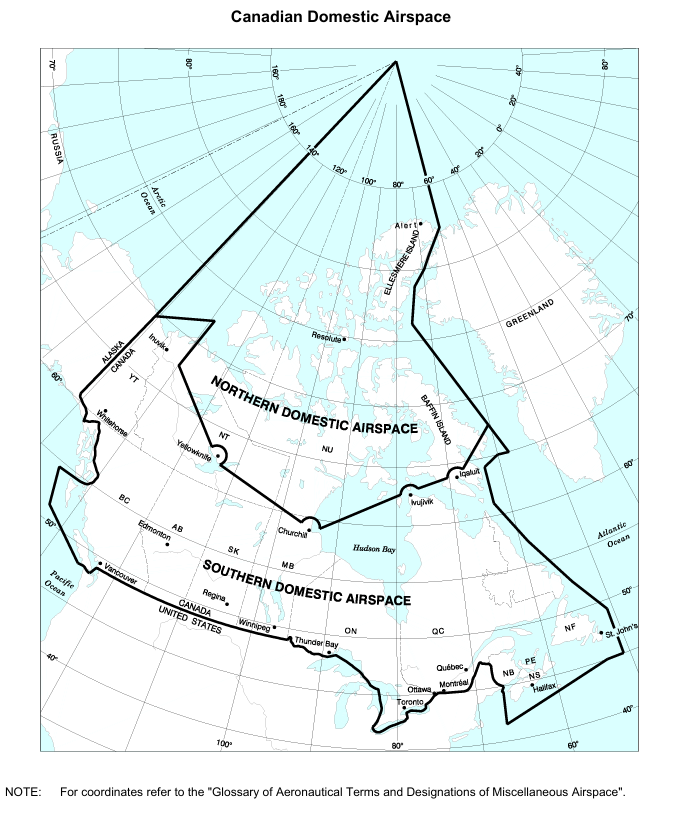 Canadian Domestic Airspace
70°
80°
160°
80°
40°
180°
20°
160°
0°
140°
20°
120°
100°
80°
60°
40°
RUSSIA
Arctic
Ocean
Alert
ELLESMERE ISLAND
GREENLAND
70°
Resolute
Inuvik
ALASKA
CANADA
YT
60°
NORTHERN DOMESTIC AIRSPACE
BAFFIN ISLAND
Whitehorse
NT
NU
Yellowknife
60°
Iqaluit
Ivujivik
BC
AB
Churchill
50°
Edmonton
SK
Hudson Bay
Atlantic
Ocean
MB
SOUTHERN DOMESTIC AIRSPACE
Vancouver
Pacific
Ocean
50°
Regina
CANADA
UNITED STATES
Winnipeg
ON
QC
NF
St. John's
Thunder Bay
40°
PE
Québec
NB
NS
Ottawa
Montréal
Halifax
Toronto
40°
100°
80°
60°
NOTE: For coordinates refer to the "Glossary of Aeronautical Terms and Designations of Miscellaneous Airspace".